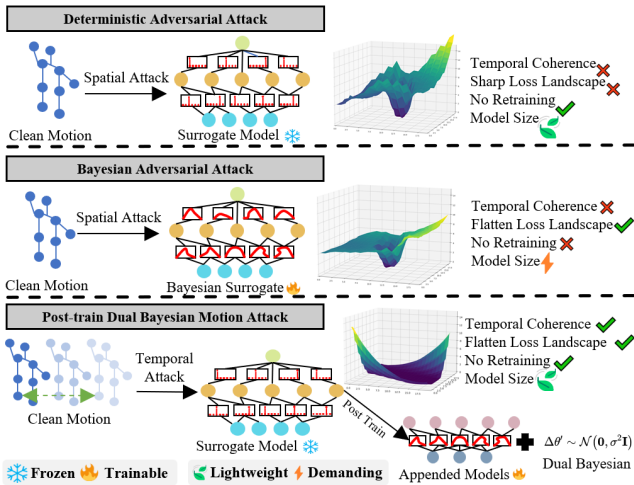 Deterministic Adversarial Attack
Spatial Attack
Clean Motion
Surrogate Model
Temporal Coherence
Sharp Loss Landscape
No Retraining
Model Size
Bayesian Adversarial Attack
Spatial Attack
Clean Motion
Bayesian Surrogate
Temporal Coherence
Flatten Loss Landscape
No Retraining
Model Size
Post-train Dual Bayesian Motion Attack
Temporal
Attack
Clean Motion
Surrogate Model
Post Train
Temporal Coherence
Flatten Loss Landscape
No Retraining
Model Size
Δθ′ ~ 𝒩(0, σ²I)
Dual Bayesian
Appended Models
Frozen
Trainable
Lightweight
Demanding